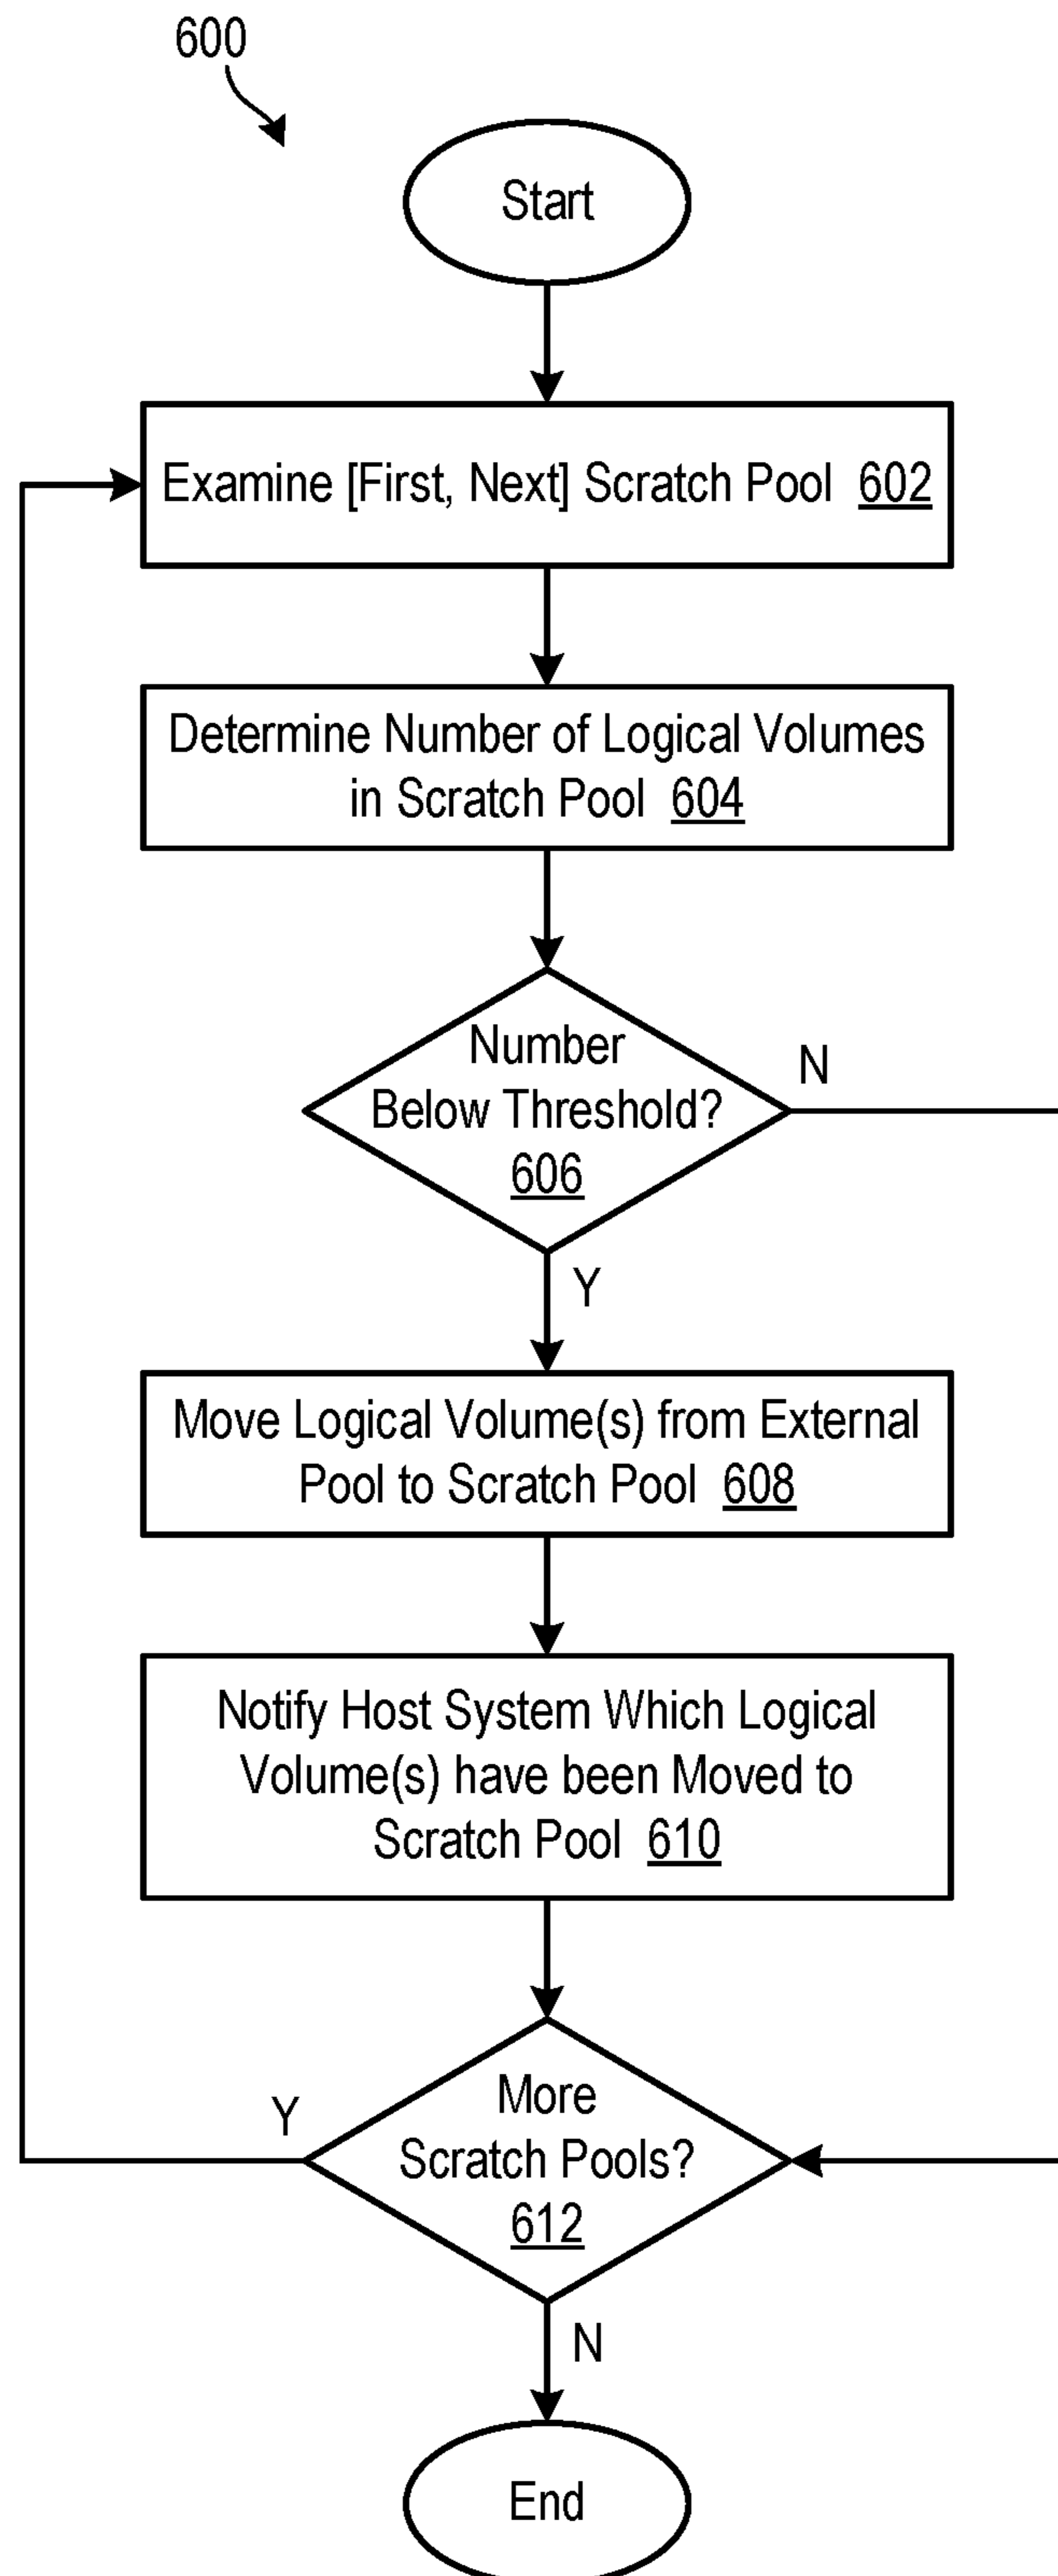 600
Start
Examine [First, Next] Scratch Pool 602
Determine Number of Logical Volumes
in Scratch Pool 604
Number
Below Threshold?
606
N
Y
Move Logical Volume(s) from External
Pool to Scratch Pool 608
Notify Host System Which Logical
Volume(s) have been Moved to
Scratch Pool 610
More
Scratch Pools?
612
Y
N
End